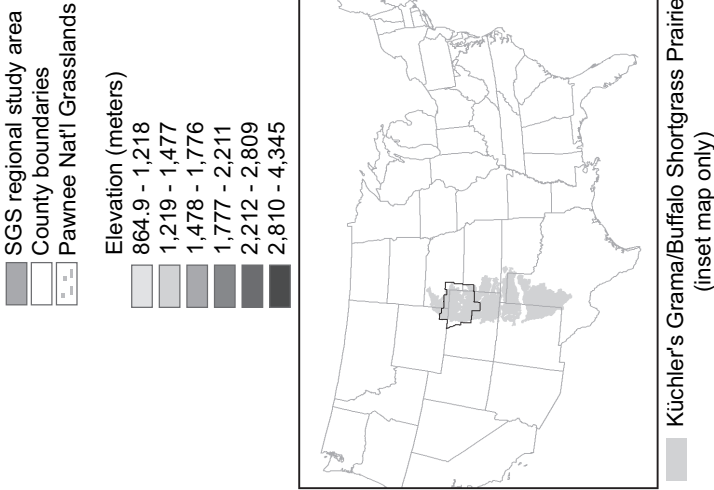 SGS regional study area
County boundaries
Pawnee Nat'l Grasslands
Elevation (meters)
864.9 - 1,218
1,219 - 1,477
1,478 - 1,776
1,777 - 2,211
2,212 - 2,809
2,810 - 4,345
Küchler's Grama/Buffalo Shortgrass Prairie
(inset map only)